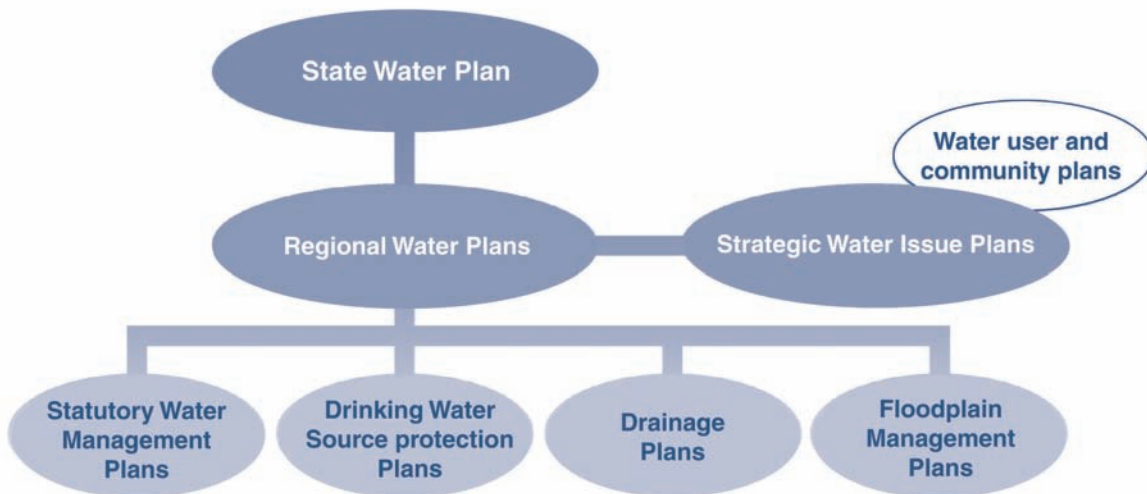 State Water Plan
Water user and
community plans
Regional Water Plans
Strategic Water Issue Plans
Statutory Water
Management
Plans
Drinking Water
Source protection
Plans
Drainage
Plans
Floodplain
Management
Plans